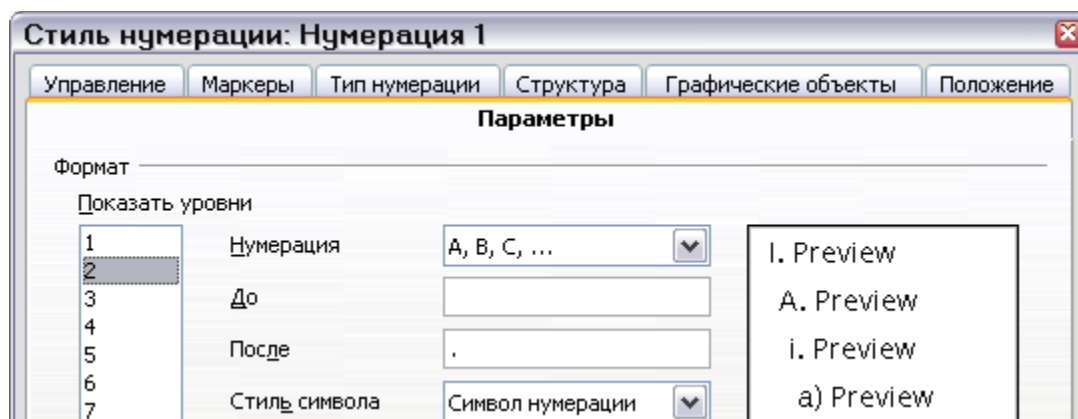 Стиль нумерации: Нумерация 1
Управление Маркеры Тип нумерации Структура Графические объекты Положение
Параметры
Формат
Показать уровни
1
2
3
4
5
6
7
Нумерация A, B, C, ...
До
После .
Стиль символа Символ нумерации
I. Preview
A. Preview
i. Preview
a) Preview